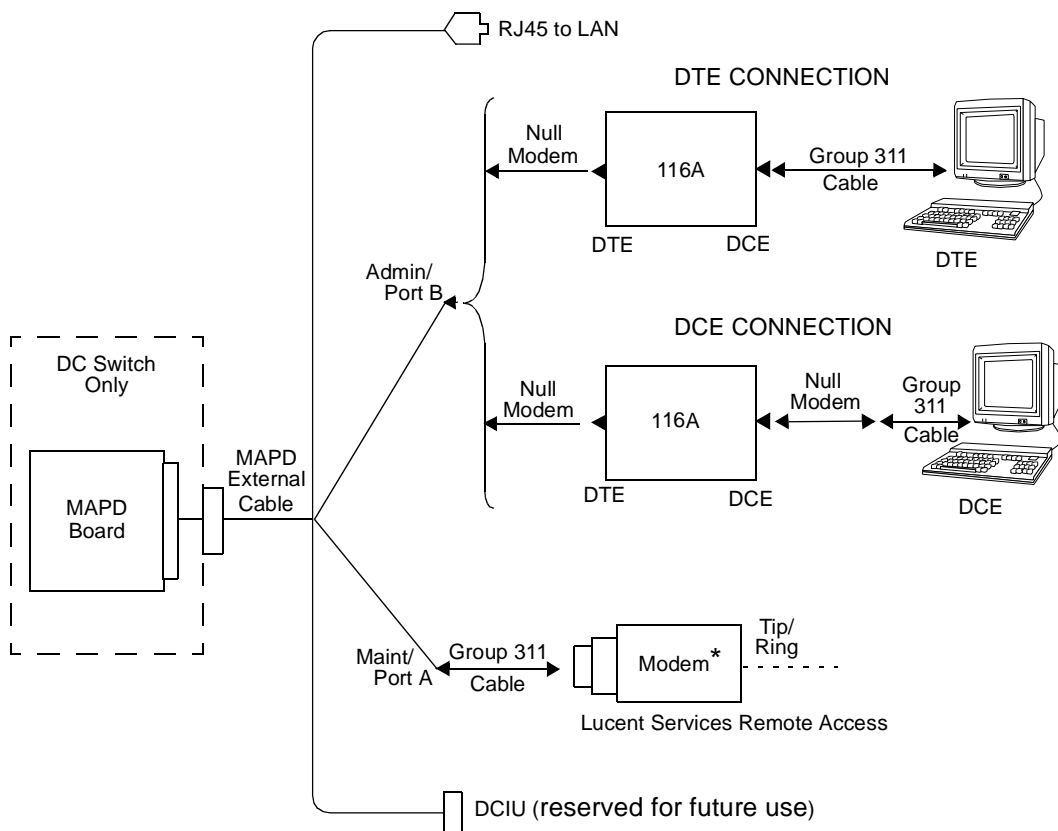 RJ45 to LAN
DTE CONNECTION
Null
Modem
116A
Group 311
Cable
DTE
DCE
DTE
Admin/
Port B
DCE CONNECTION
Null
Modem
116A
Null
Modem
Group
311
Cable
DTE
DCE
DCE
DC Switch
Only
MAPD
Board
MAPD
External
Cable
Maint/
Port A
Group 311
Cable
Modem*
Tip/
Ring
Lucent Services Remote Access
DCIU (reserved for future use)